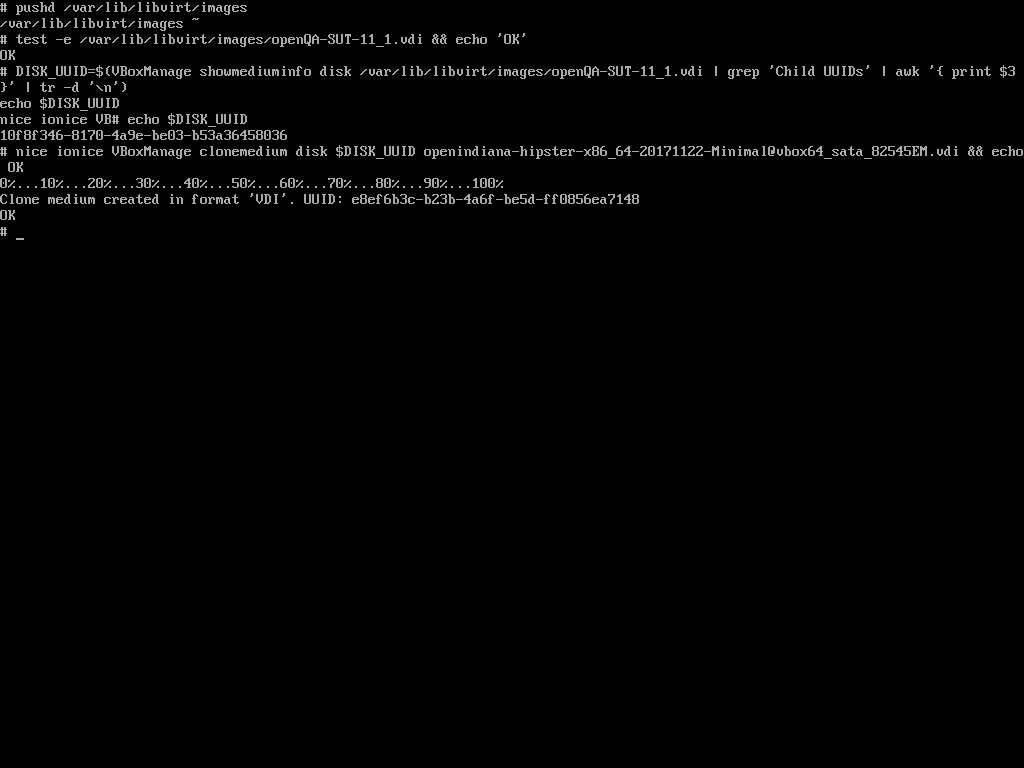 # pushd /var/lib/libvirt/images
/var/lib/libvirt/images ~
# test -e /var/lib/libvirt/images/openQA-SUT-11_1.vdi && echo 'OK'
OK
# DISK_UUID=$(VBoxManage showmediuminfo disk /var/lib/libvirt/images/openQA-SUT-11_1.vdi | grep 'Child UUIDs' | awk '{ print $3
}' | tr -d '\n')
echo $DISK_UUID
nice ionice VB# echo $DISK_UUID
10f8f346-8170-4a9e-be03-b53a36458036
# nice ionice VBoxManage clonemedium disk $DISK_UUID openindiana-hipster-x86_64-20171122-Minimal@vbox64_sata_82545EM.vdi && echo
 OK
0%...10%...20%...30%...40%...50%...60%...70%...80%...90%...100%
Clone medium created in format 'VDI'. UUID: e8ef6b3c-b23b-4a6f-be5d-ff0856ea7148
OK
# _